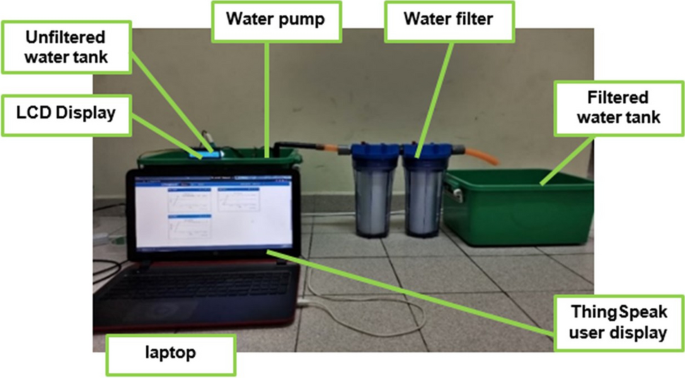 Unfiltered
water tank
Water pump
Water filter
LCD Display
Filtered
water tank
ThingSpeak
user display
laptop